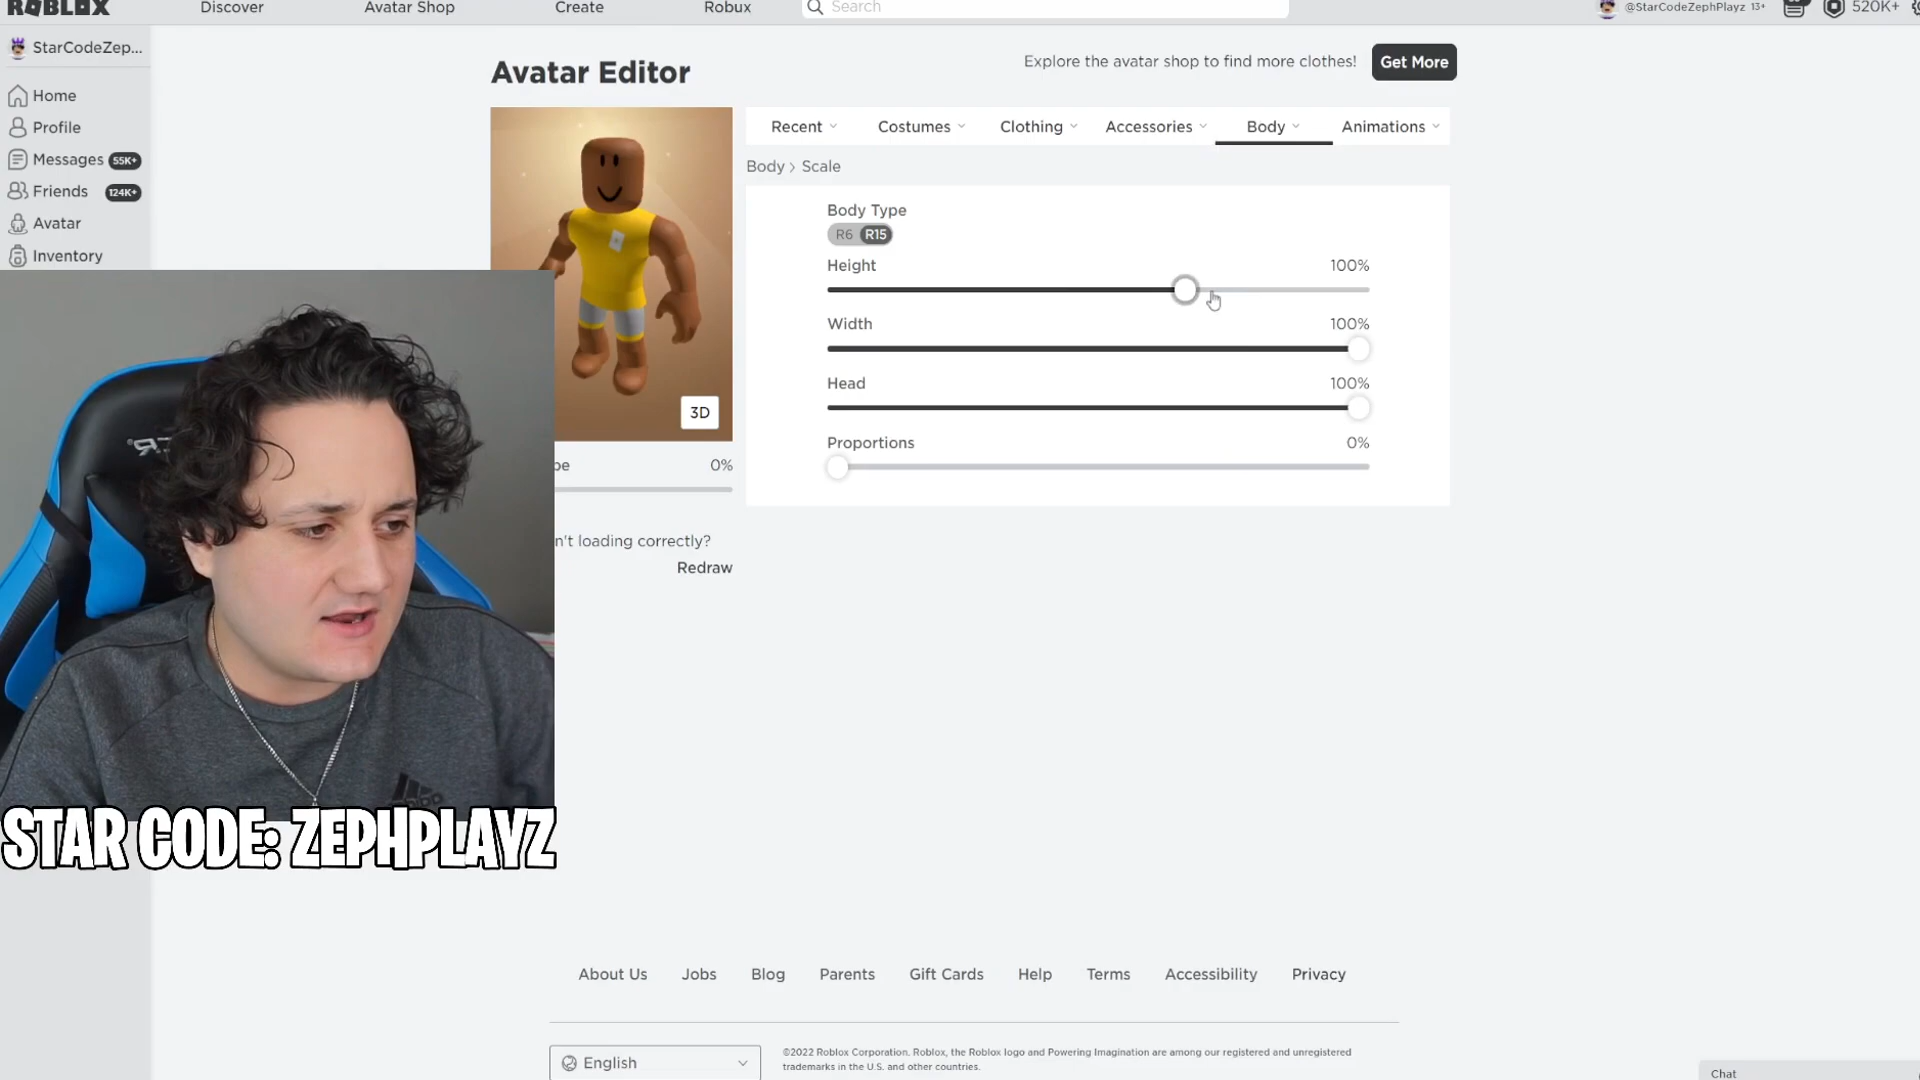 ROBLOX
Discover
Avatar Shop
Create
Robux
Search
@StarCodeZephPlayz 13+
520K+
StarCodeZep...
Home
Profile
Messages 55K+
Friends 124K+
Avatar
Inventory
Avatar Editor
Explore the avatar shop to find more clothes!
Get More
Recent
Costumes
Clothing
Accessories
Body
Animations
Body > Scale
Body Type
R6 R15
Height 100%
Width 100%
Head 100%
Proportions 0%
3D
pe 0%
n't loading correctly?
Redraw
STAR CODE: ZEPHPLAYZ
About Us
Jobs
Blog
Parents
Gift Cards
Help
Terms
Accessibility
Privacy
English
©2022 Roblox Corporation. Roblox, the Roblox logo and Powering Imagination are among our registered and unregistered
trademarks in the U.S. and other countries.
Chat